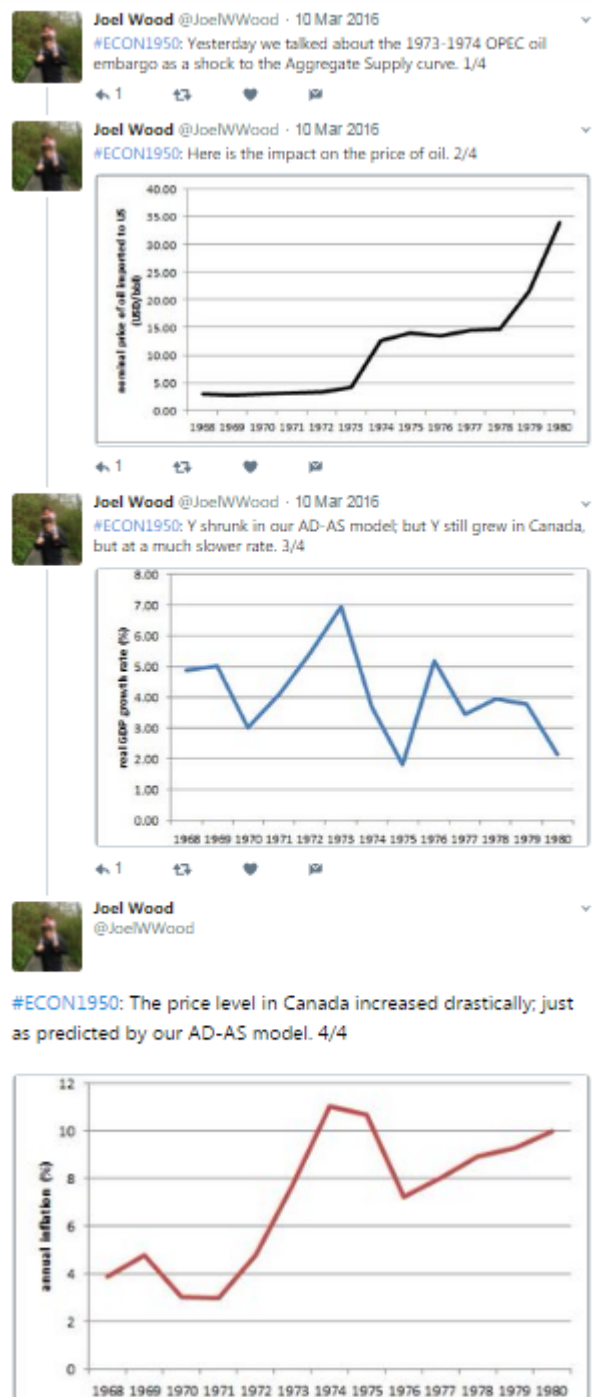 Joel Wood @JoelWWood · 10 Mar 2016
#ECON1950: Yesterday we talked about the 1973-1974 OPEC oil
embargo as a shock to the Aggregate Supply curve. 1/4
1
Joel Wood @JoelWWood · 10 Mar 2016
#ECON1950: Here is the impact on the price of oil. 2/4
nominal price of oil imported to US
(USD/bbl)
40.00
35.00
30.00
25.00
20.00
15.00
10.00
5.00
0.00
1968 1969 1970 1971 1972 1973 1974 1975 1976 1977 1978 1979 1980
1
Joel Wood @JoelWWood · 10 Mar 2016
#ECON1950: Y shrunk in our AD-AS model; but Y still grew in Canada,
but at a much slower rate. 3/4
real GDP growth rate (%)
8.00
7.00
6.00
5.00
4.00
3.00
2.00
1.00
0.00
1968 1969 1970 1971 1972 1973 1974 1975 1976 1977 1978 1979 1980
1
Joel Wood
@JoelWWood
#ECON1950: The price level in Canada increased drastically; just
as predicted by our AD-AS model. 4/4
annual inflation (%)
12
10
8
6
4
2
0
1968 1969 1970 1971 1972 1973 1974 1975 1976 1977 1978 1979 1980